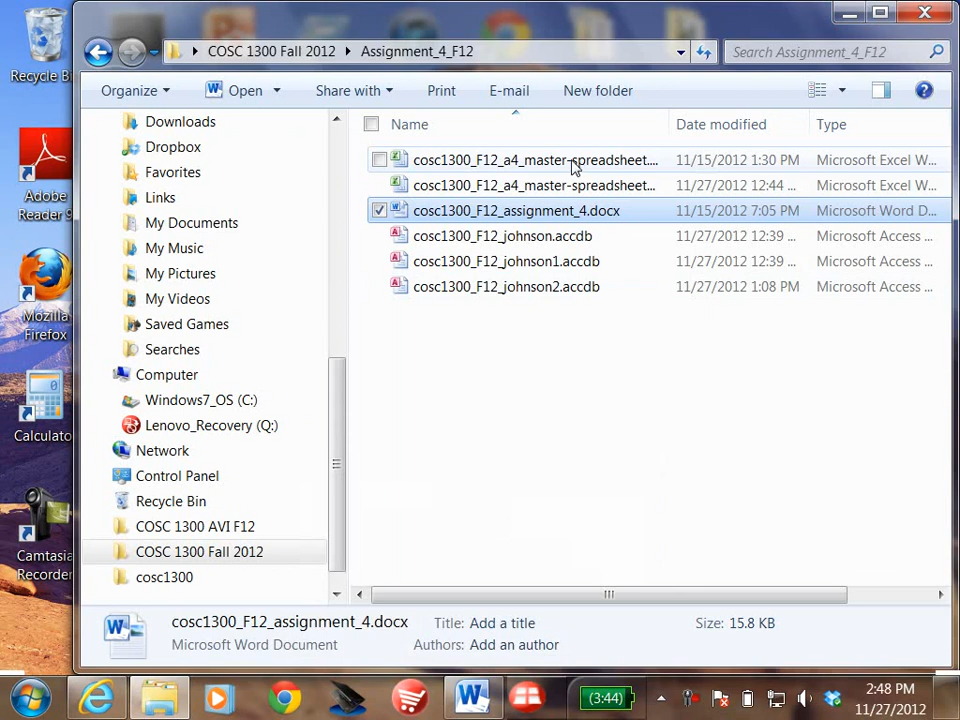 Recycle Bin
Adobe
Reader 9
Mozilla
Firefox
Calculator
Camtasia
Recorder
COSC 1300 Fall 2012 Assignment_4_F12
Search Assignment_4_F12
Organize Open Share with Print E-mail New folder
Downloads
Dropbox
Favorites
Links
My Documents
My Music
My Pictures
My Videos
Saved Games
Searches
Computer
Windows7_OS (C:)
Lenovo_Recovery (Q:)
Network
Control Panel
Recycle Bin
COSC 1300 AVI F12
COSC 1300 Fall 2012
cosc1300
Name Date modified Type
cosc1300_F12_a4_master-spreadsheet.... 11/15/2012 1:30 PM Microsoft Excel W...
cosc1300_F12_a4_master-spreadsheet... 11/27/2012 12:44 ... Microsoft Excel W...
cosc1300_F12_assignment_4.docx 11/15/2012 7:05 PM Microsoft Word D...
cosc1300_F12_johnson.accdb 11/27/2012 12:39 ... Microsoft Access ...
cosc1300_F12_johnson1.accdb 11/27/2012 12:39 ... Microsoft Access ...
cosc1300_F12_johnson2.accdb 11/27/2012 1:08 PM Microsoft Access ...
cosc1300_F12_assignment_4.docx Title: Add a title Size: 15.8 KB
Microsoft Word Document Authors: Add an author
(3:44)
2:48 PM
11/27/2012